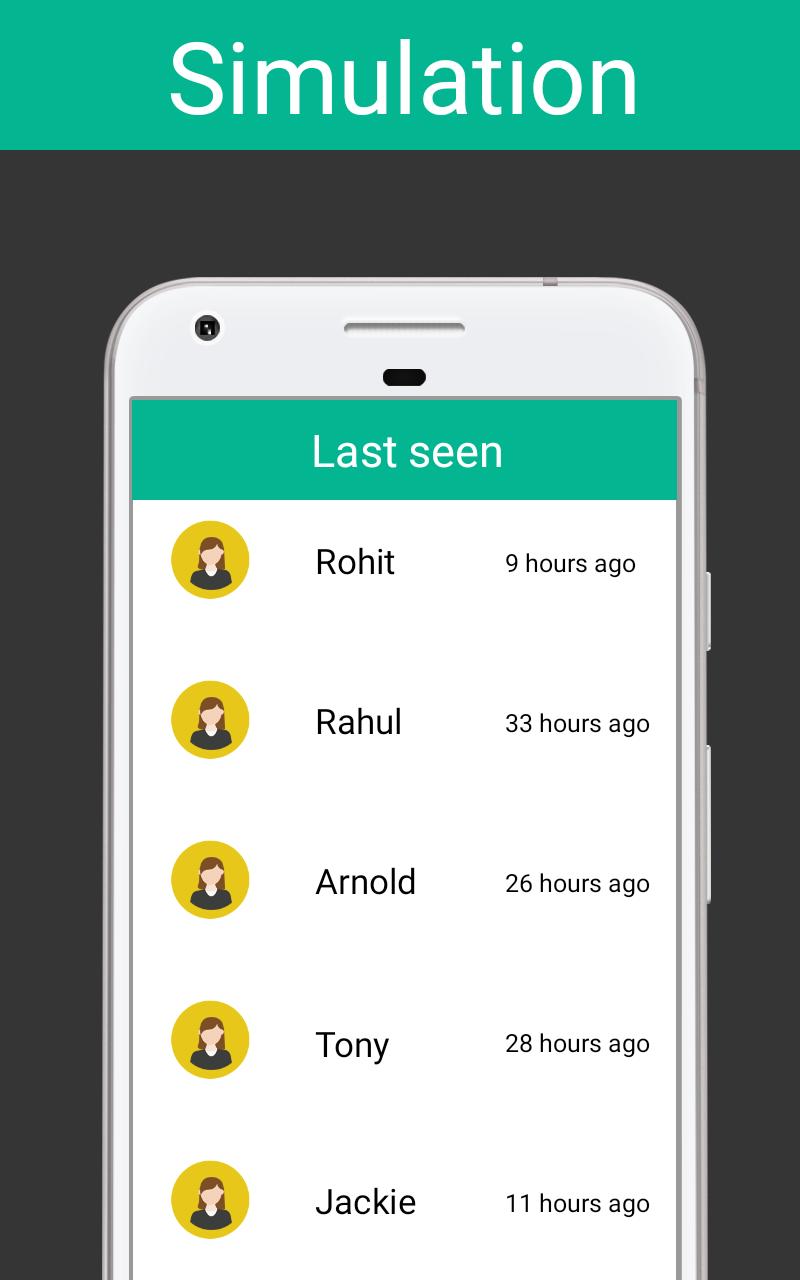 Simulation
Last seen
Rohit 9 hours ago
Rahul 33 hours ago
Arnold 26 hours ago
Tony 28 hours ago
Jackie 11 hours ago